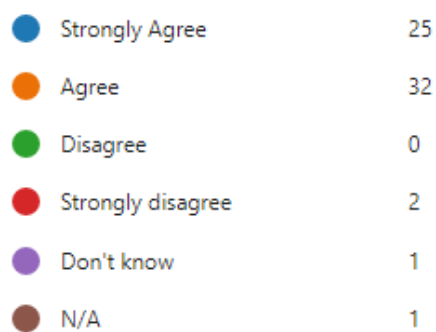 Strongly Agree 25
Agree 32
Disagree 0
Strongly disagree 2
Don't know 1
N/A 1